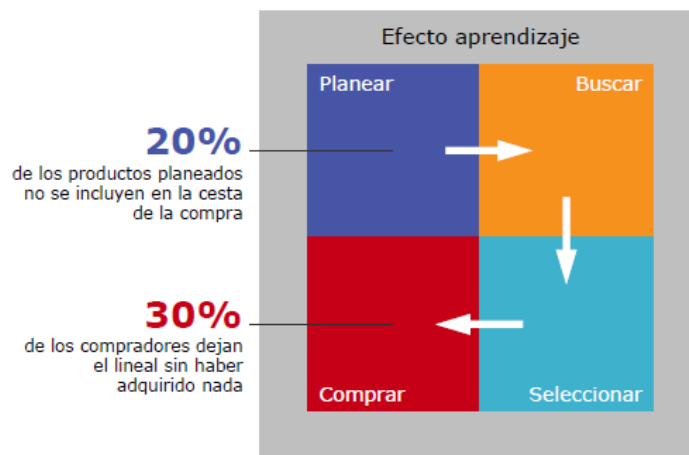 Efecto aprendizaje
Planear
Buscar
20%
de los productos planeados
no se incluyen en la cesta
de la compra
30%
de los compradores dejan
el lineal sin haber
adquirido nada
Comprar
Seleccionar